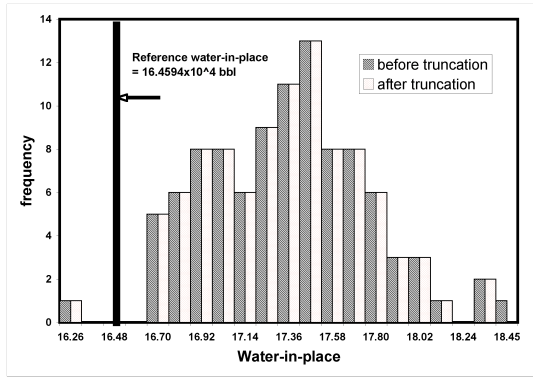 14
12
10
8
6
4
2
0
frequency
Reference water-in-place
= 16.4594x10^4 bbl
before truncation
after truncation
16.26 16.48 16.70 16.92 17.14 17.36 17.58 17.80 18.02 18.24 18.45
Water-in-place